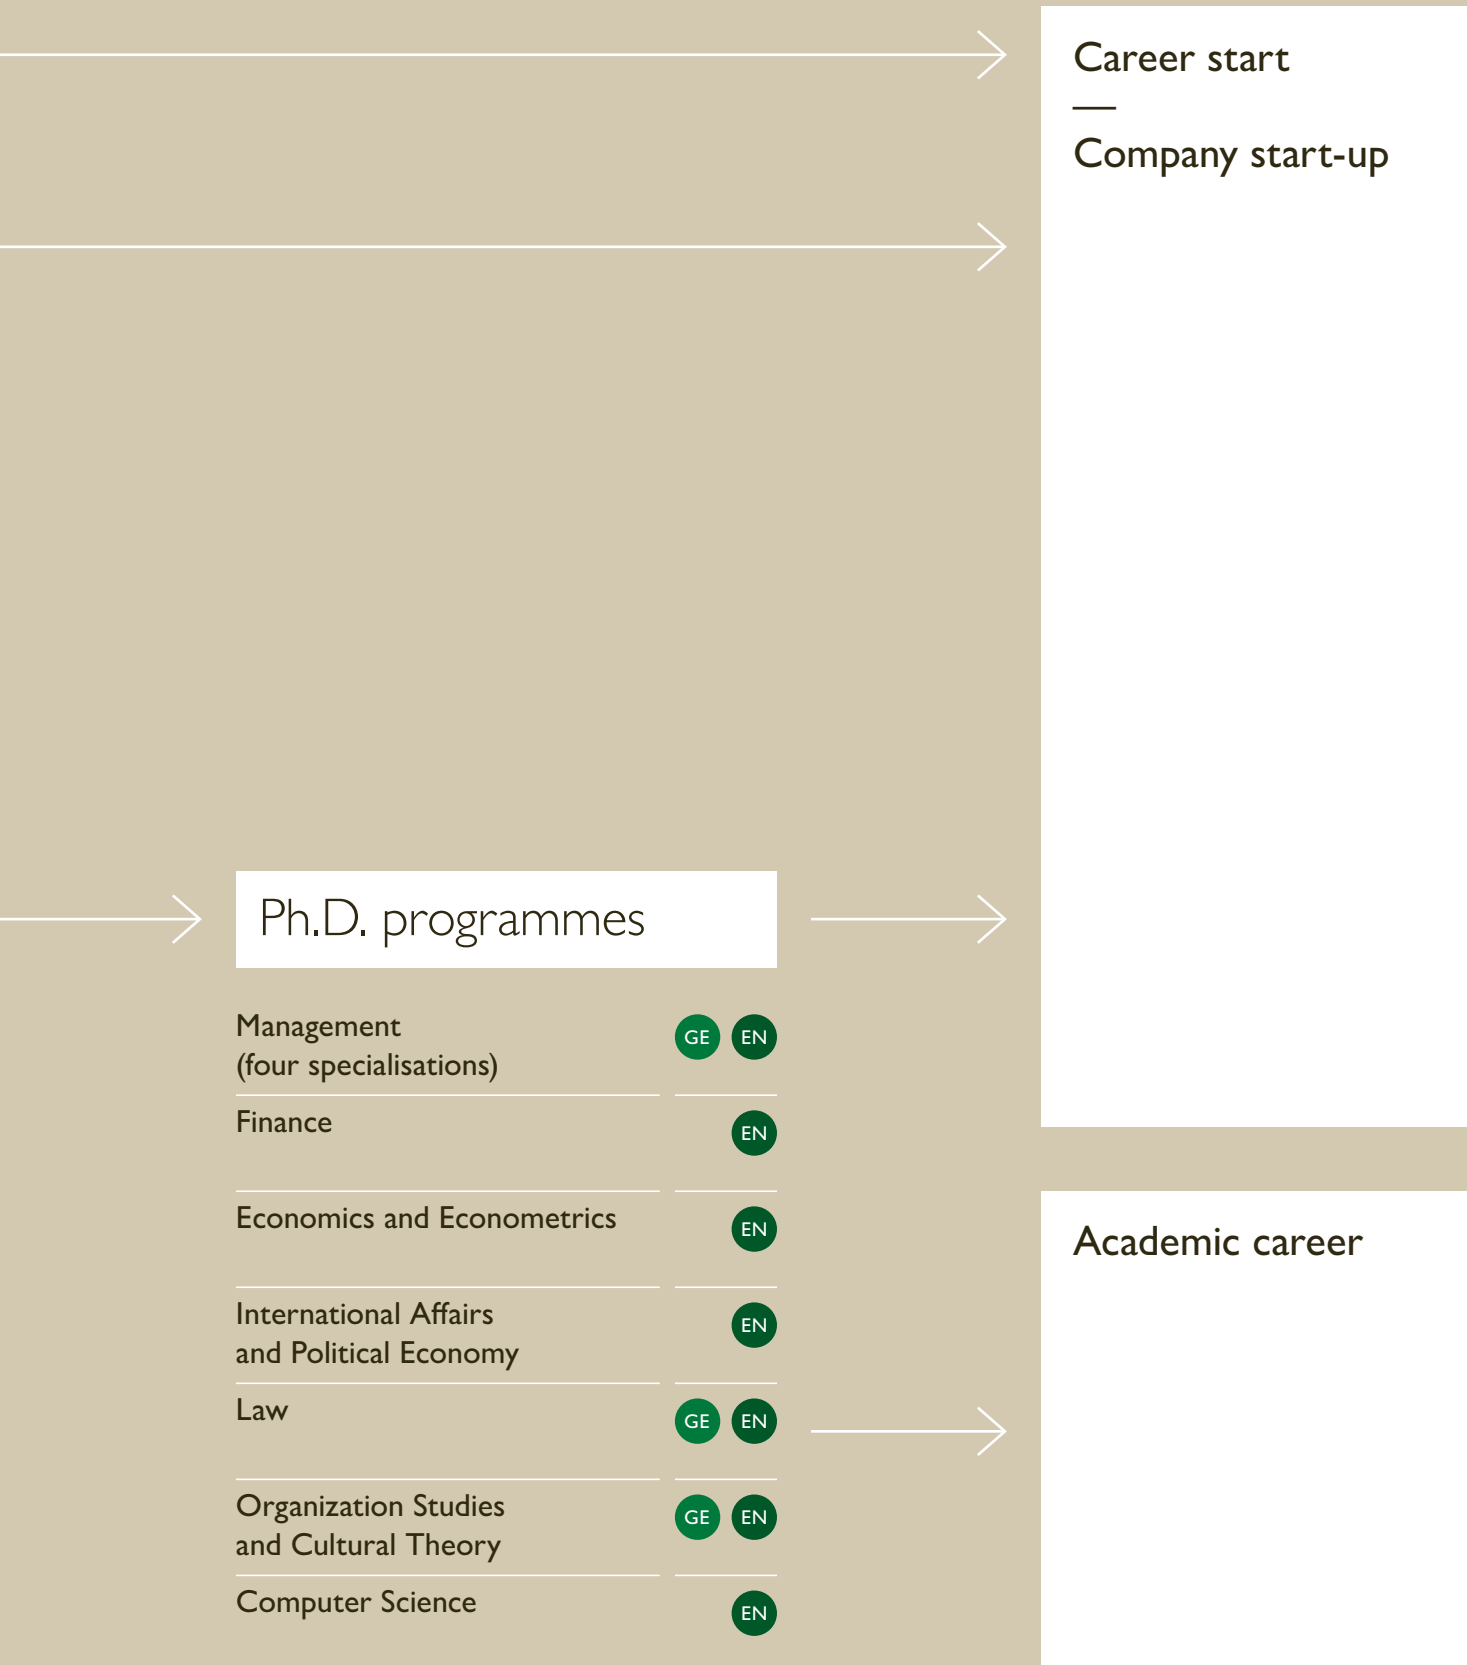 Career start
—
Company start-up
Ph.D. programmes
Management
(four specialisations)
GE EN
Finance
EN
Economics and Econometrics
EN
International Affairs
and Political Economy
EN
Law
GE EN
Organization Studies
and Cultural Theory
GE EN
Computer Science
EN
Academic career